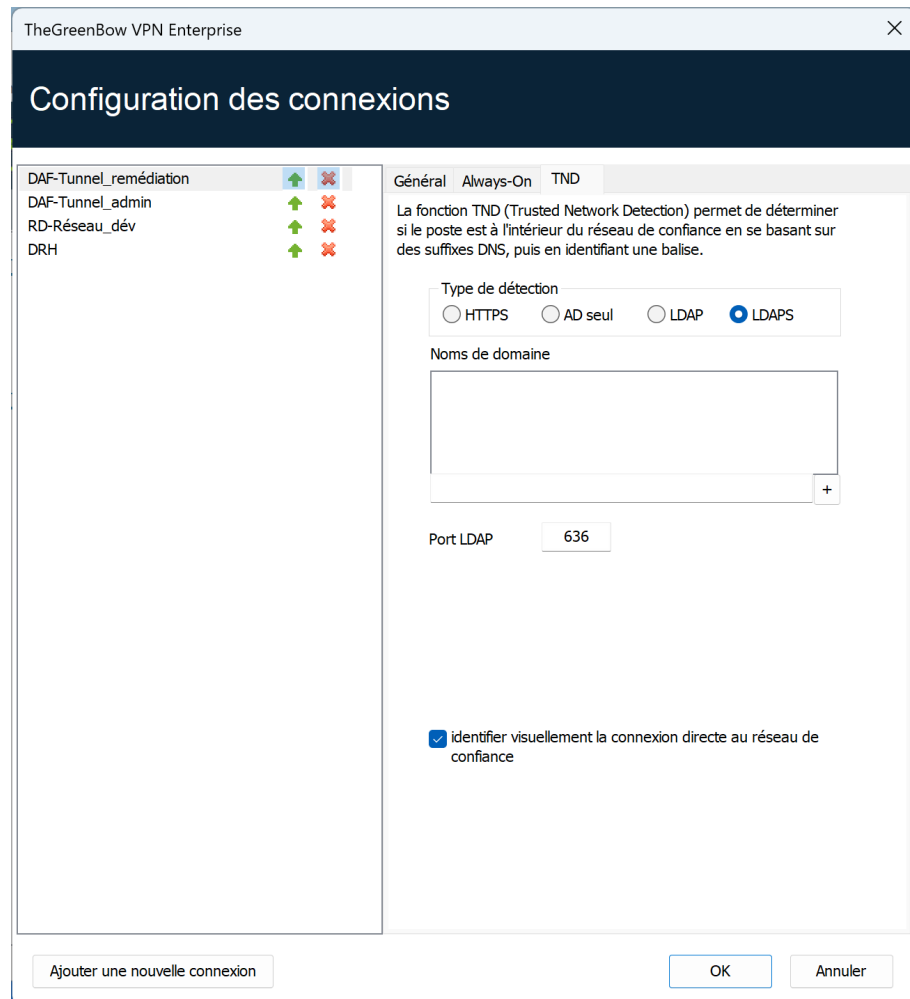 TheGreenBow VPN Enterprise
Configuration des connexions
DAF-Tunnel_remédiation
DAF-Tunnel_admin
RD-Réseau_dév
DRH
Général Always-On TND
La fonction TND (Trusted Network Detection) permet de déterminer
si le poste est à l'intérieur du réseau de confiance en se basant sur
des suffixes DNS, puis en identifiant une balise.
Type de détection
HTTPS AD seul LDAP LDAPS
Noms de domaine
+
Port LDAP 636
identifier visuellement la connexion directe au réseau de
confiance
Ajouter une nouvelle connexion OK Annuler